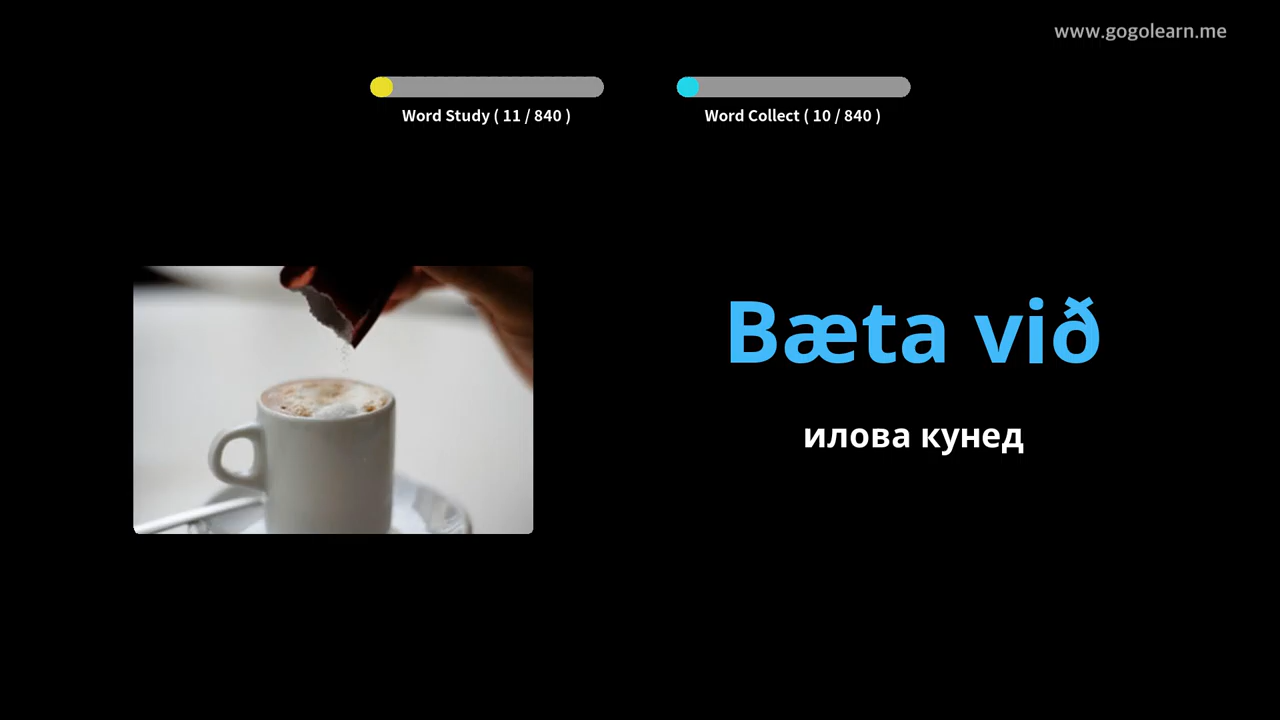 www.gogolearn.me
Word Study ( 11 / 840 )
Word Collect ( 10 / 840 )
Bæta við
илова кунед